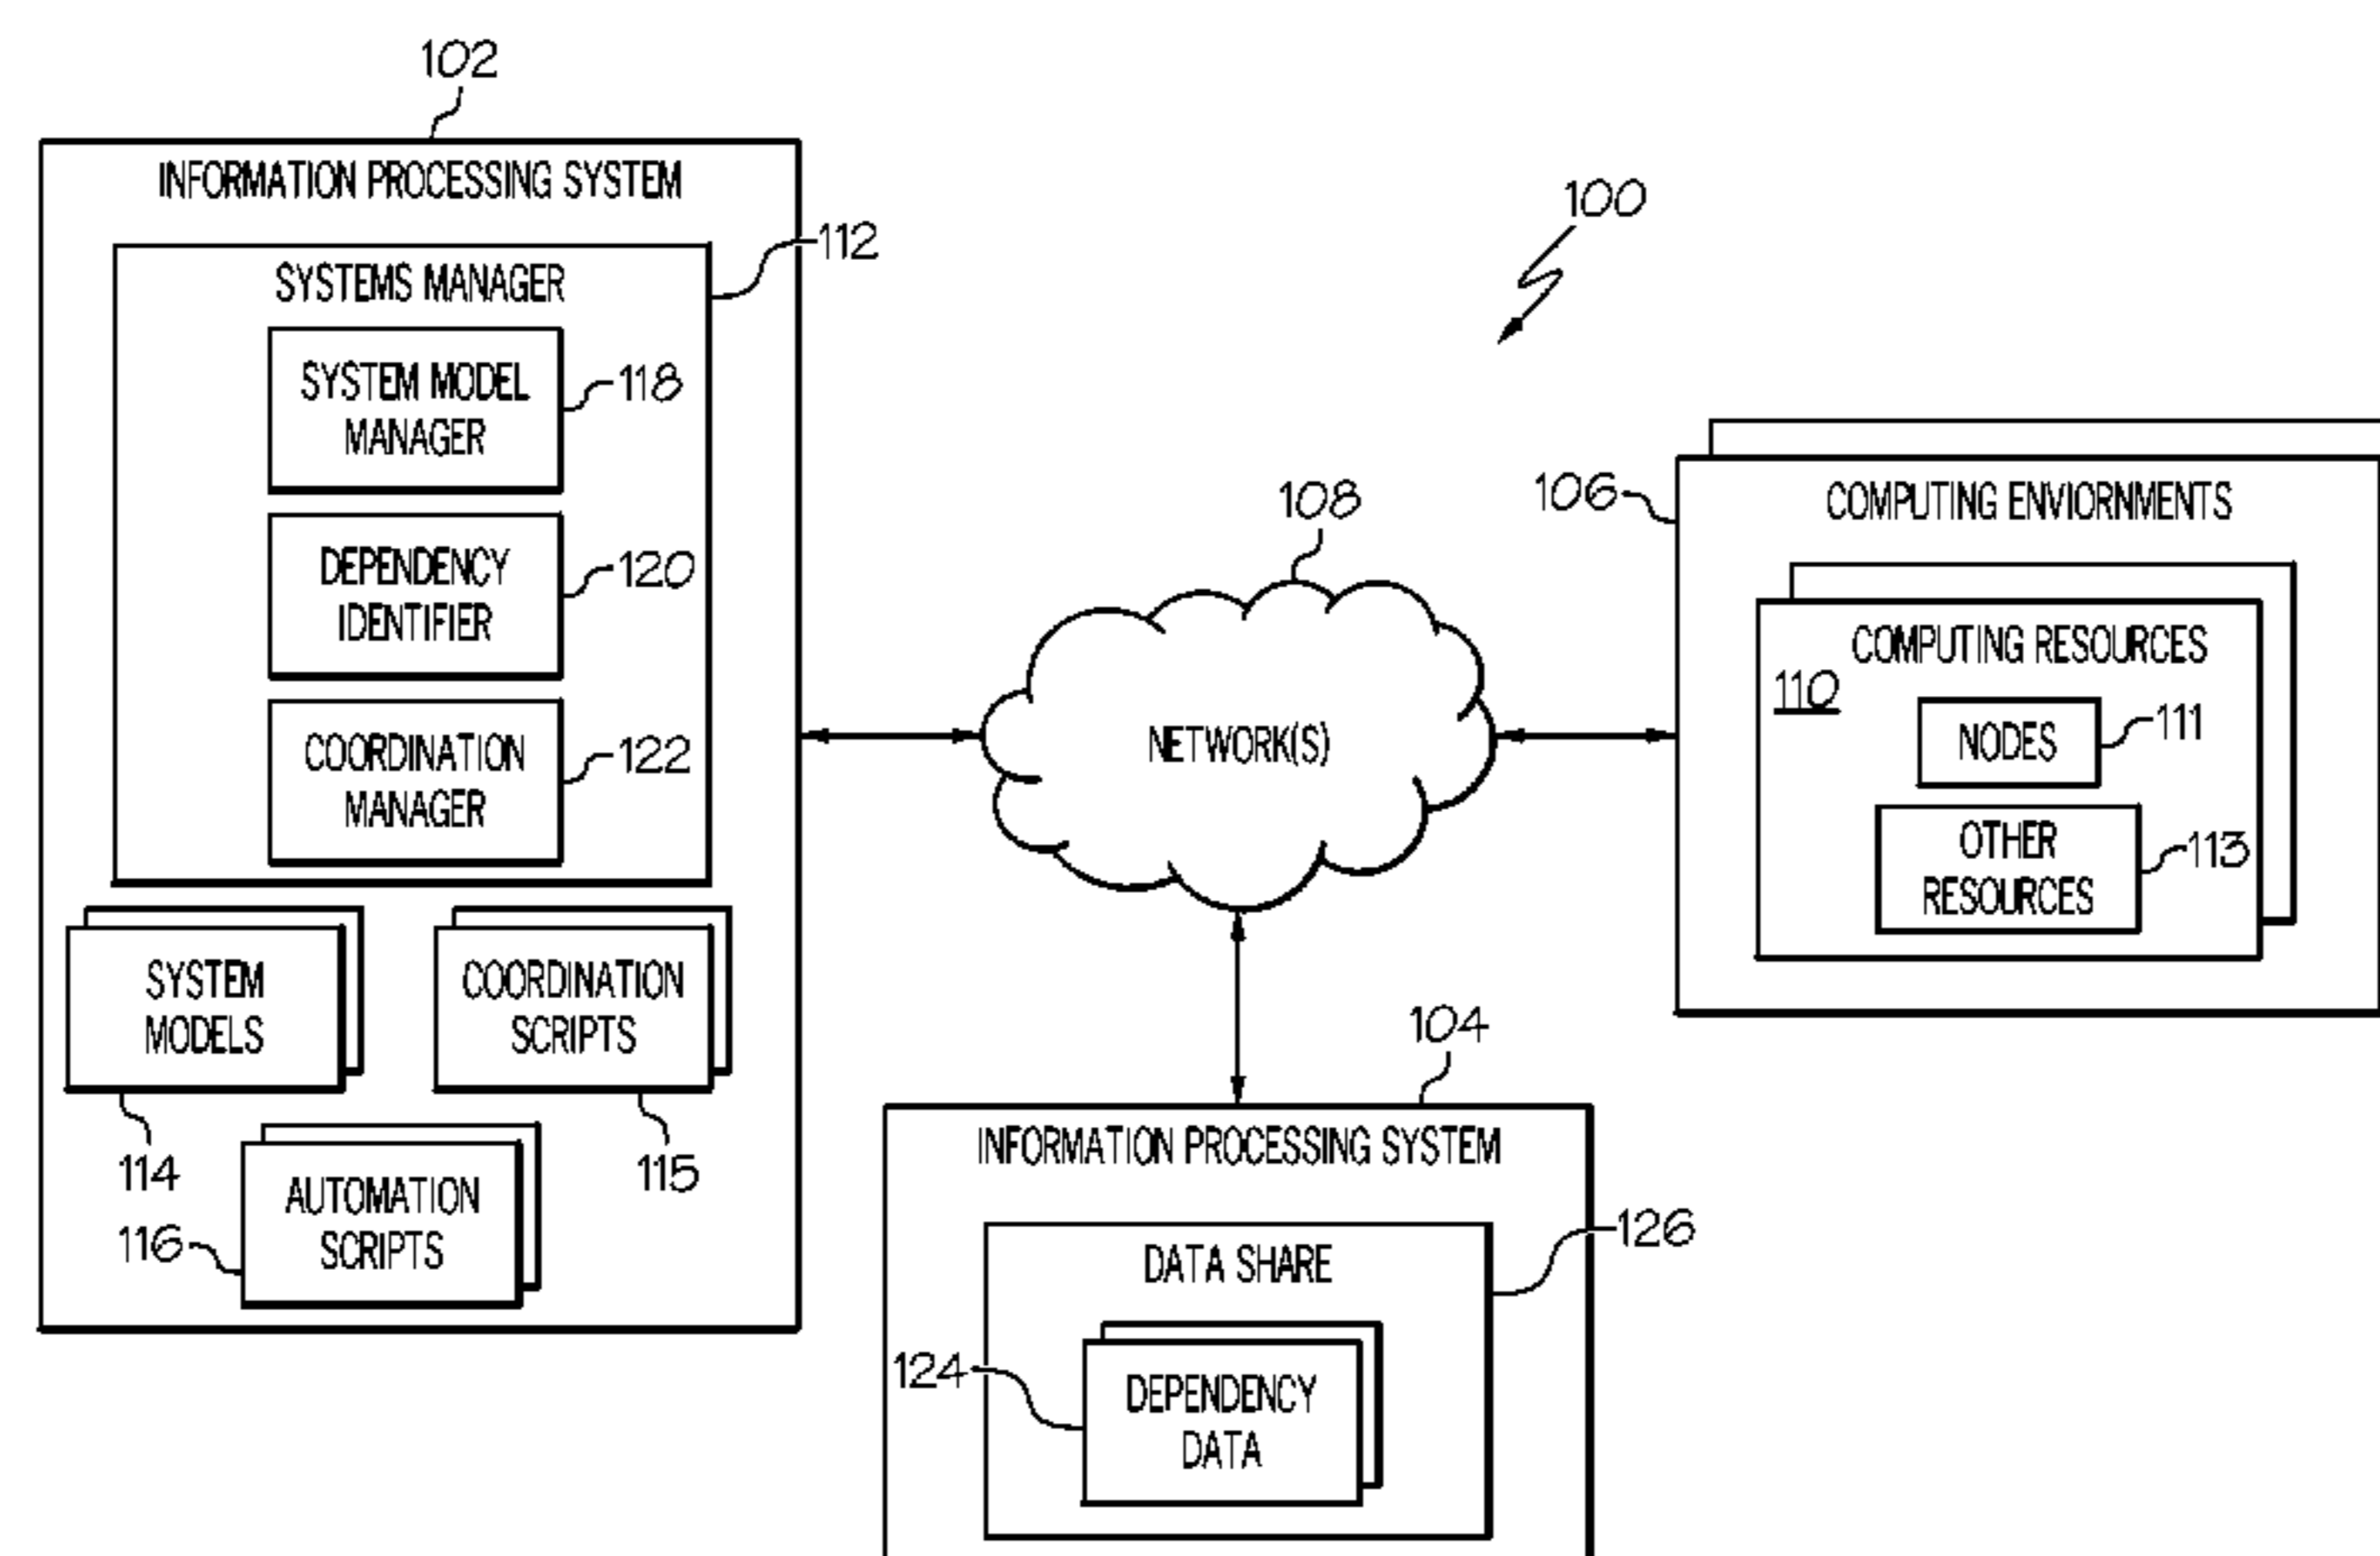 102
INFORMATION PROCESSING SYSTEM
112
SYSTEMS MANAGER
SYSTEM MODEL
MANAGER
118
DEPENDENCY
IDENTIFIER
120
COORDINATION
MANAGER
122
SYSTEM
MODELS
114
COORDINATION
SCRIPTS
115
AUTOMATION
SCRIPTS
116
100
108
NETWORK(S)
106
COMPUTING ENVIORNMENTS
COMPUTING RESOURCES
110
NODES
111
OTHER
RESOURCES
113
104
INFORMATION PROCESSING SYSTEM
DATA SHARE
126
124
DEPENDENCY
DATA